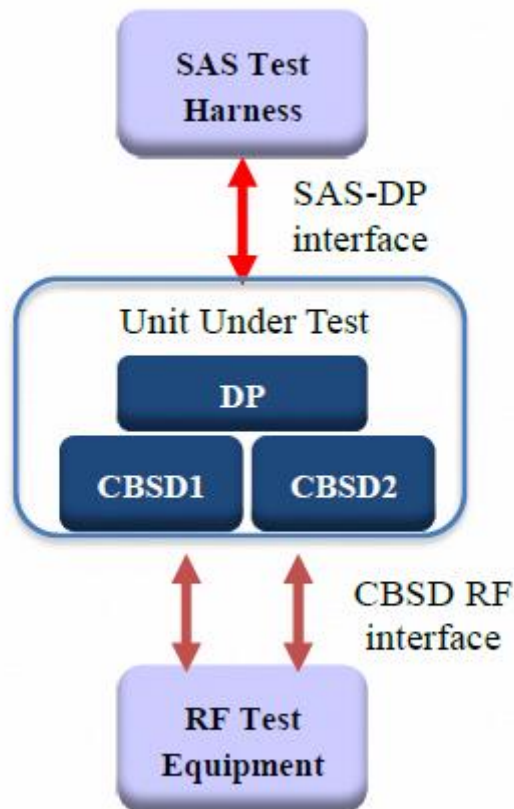 SAS Test
Harness
SAS-DP
interface
Unit Under Test
DP
CBSD1
CBSD2
CBSD RF
interface
RF Test
Equipment